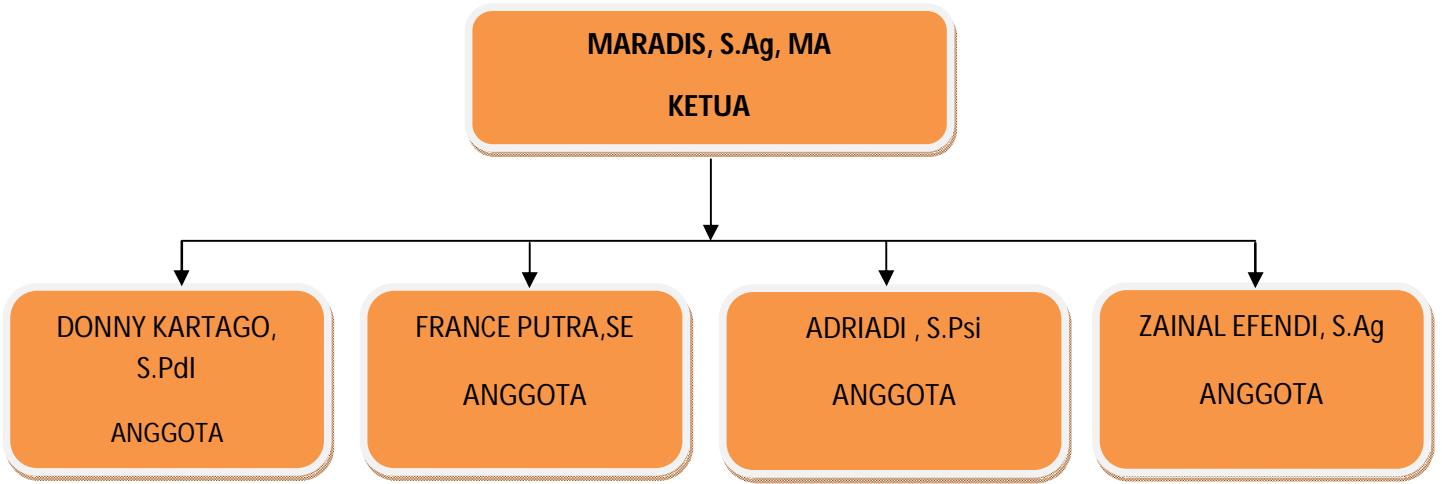 MARADIS, S.Ag, MA
KETUA
DONNY KARTAGO,
S.PdI
ANGGOTA
FRANCE PUTRA,SE
ANGGOTA
ADRIADI , S.Psi
ANGGOTA
ZAINAL EFENDI, S.Ag
ANGGOTA